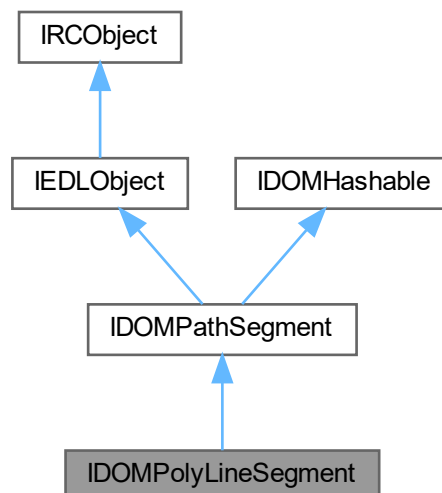 IRCObject
IEDLObject
IDOMHashable
IDOMPathSegment
IDOMPolyLineSegment